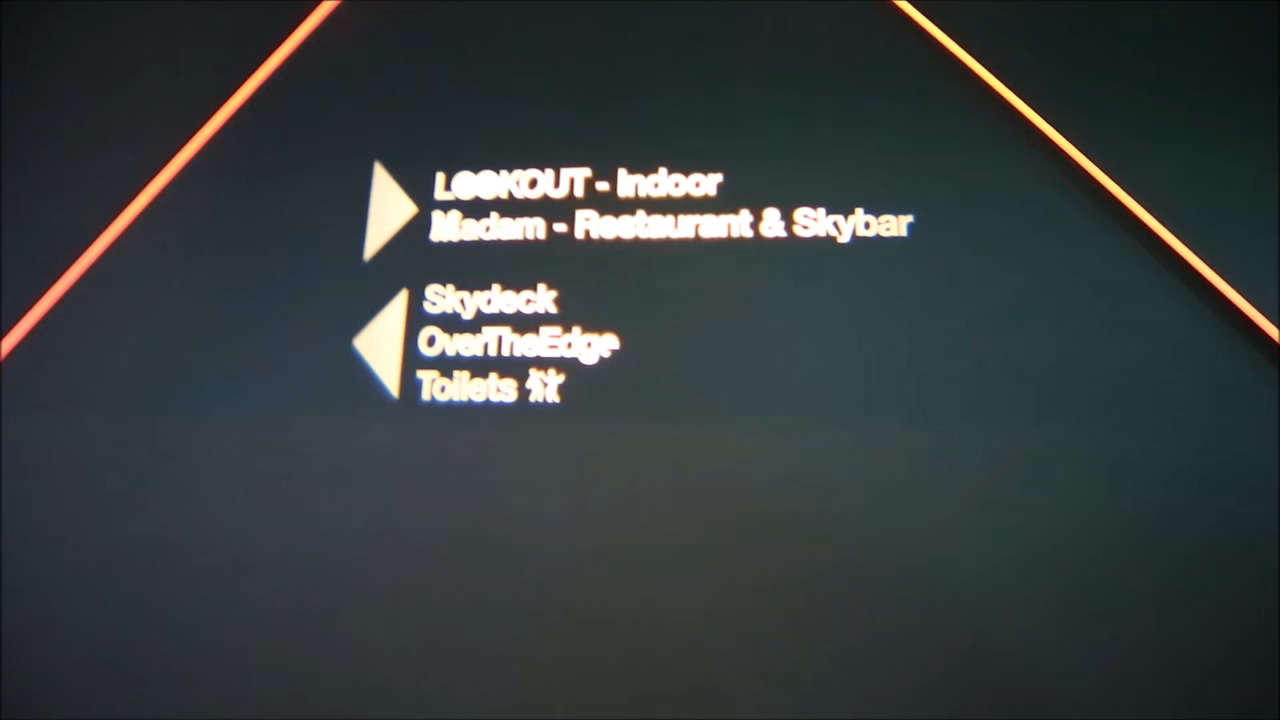 LOOKOUT - Indoor
Madam - Restaurant & Skybar
Skydeck
OverTheEdge
Toilets